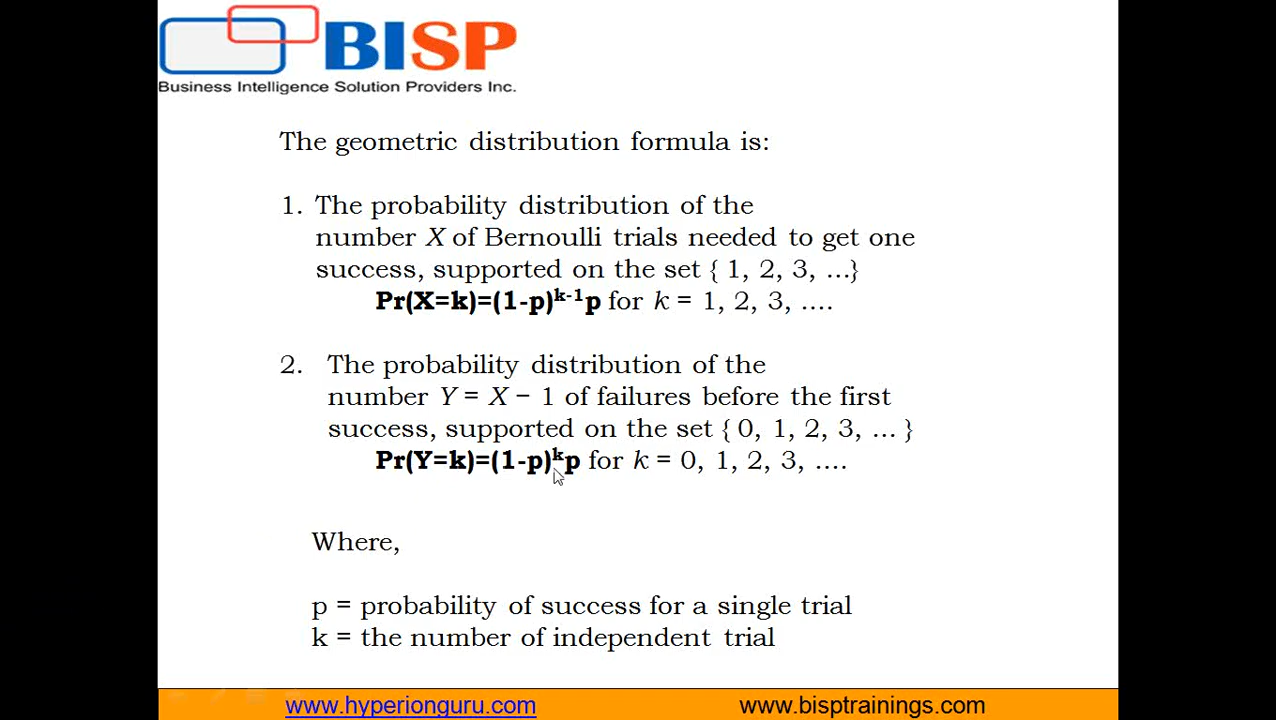 BISP
Business Intelligence Solution Providers Inc.
The geometric distribution formula is:
1. The probability distribution of the
number X of Bernoulli trials needed to get one
success, supported on the set { 1, 2, 3, ...}
Pr(X=k)=(1-p)^{k-1}p for k = 1, 2, 3, ....
2. The probability distribution of the
number Y = X − 1 of failures before the first
success, supported on the set { 0, 1, 2, 3, ... }
Pr(Y=k)=(1-p)^{k}p for k = 0, 1, 2, 3, ....
Where,
p = probability of success for a single trial
k = the number of independent trial
www.hyperionguru.com www.bisptrainings.com